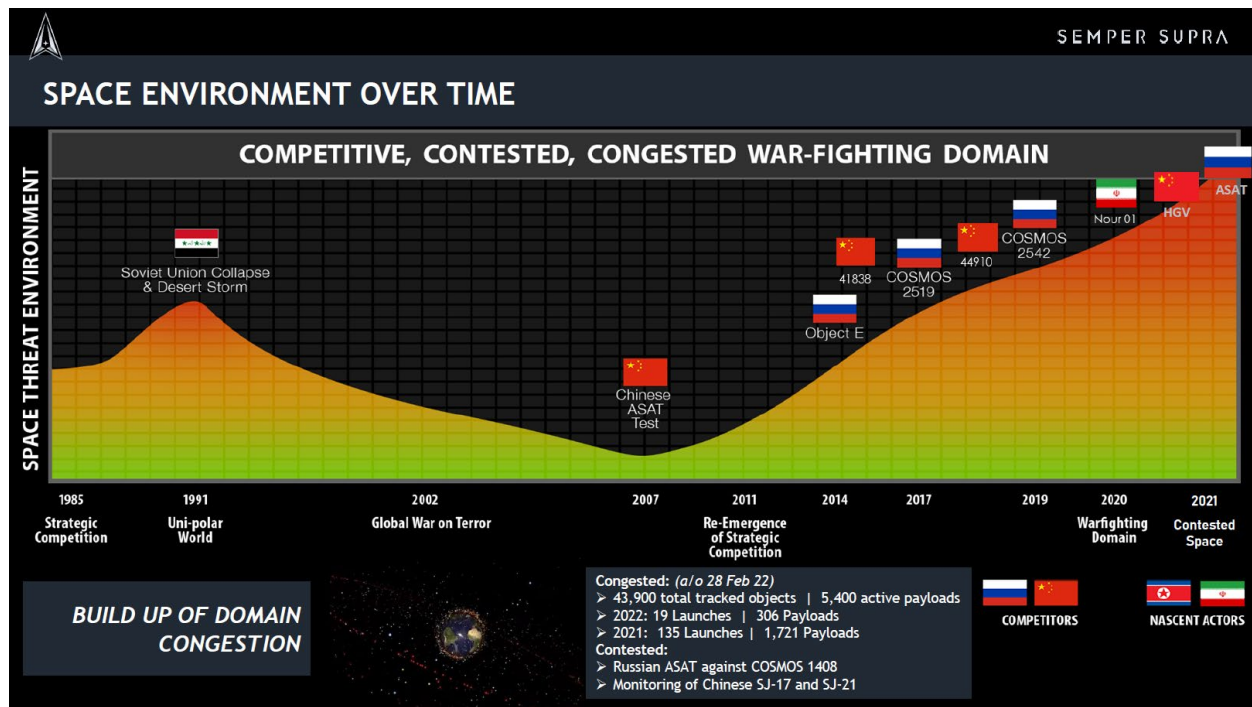 SEMPER SUPRA
SPACE ENVIRONMENT OVER TIME
COMPETITIVE, CONTESTED, CONGESTED WAR-FIGHTING DOMAIN
SPACE THREAT ENVIRONMENT
Soviet Union Collapse
& Desert Storm
Chinese
ASAT
Test
Object E
41838
COSMOS
2519
44910
COSMOS
2542
Nour 01
HGV
ASAT
1985
Strategic
Competition
1991
Uni-polar
World
2002
Global War on Terror
2007
2011
Re-Emergence
of Strategic
Competition
2014
2017
2019
2020
Warfighting
Domain
2021
Contested
Space
BUILD UP OF DOMAIN
CONGESTION
Congested: (a/o 28 Feb 22)
➢ 43,900 total tracked objects | 5,400 active payloads
➢ 2022: 19 Launches | 306 Payloads
➢ 2021: 135 Launches | 1,721 Payloads
Contested:
➢ Russian ASAT against COSMOS 1408
➢ Monitoring of Chinese SJ-17 and SJ-21
COMPETITORS
NASCENT ACTORS